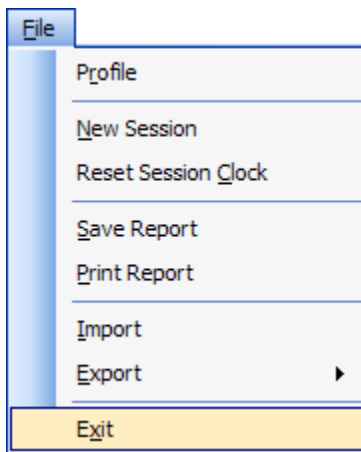 File
Profile
New Session
Reset Session Clock
Save Report
Print Report
Import
Export
Exit